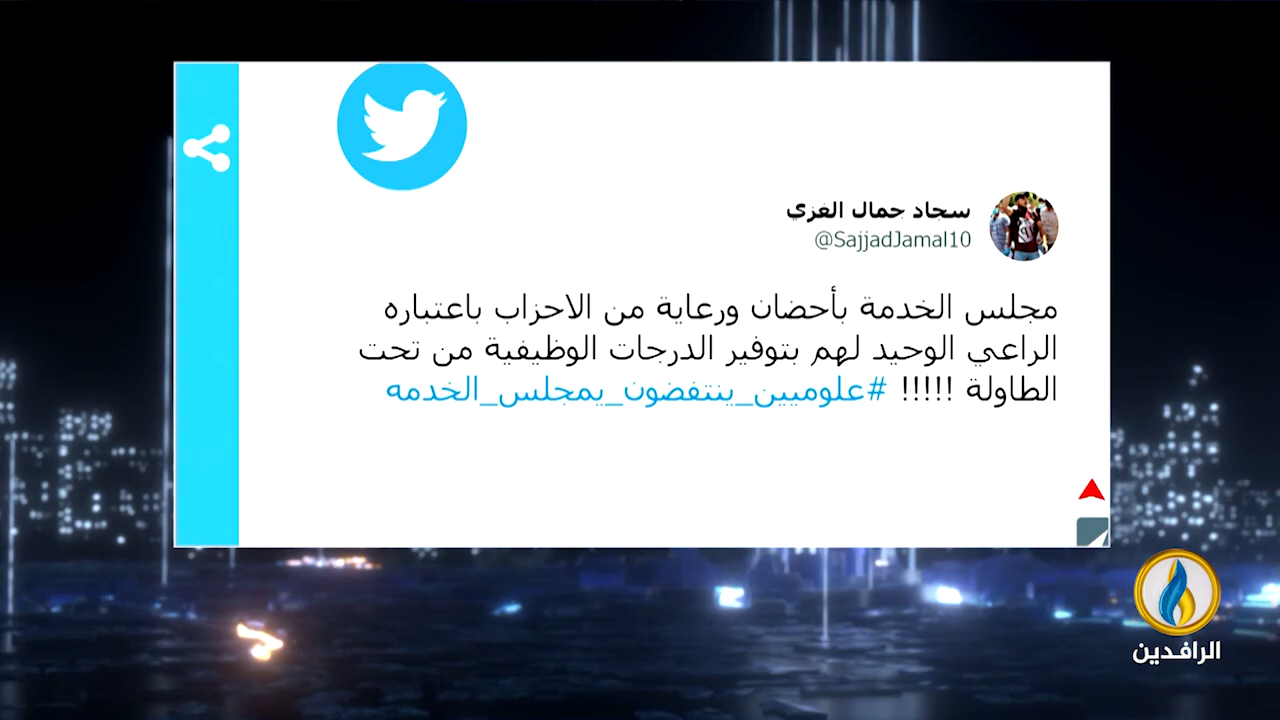 سجاد جمال الغزي
@SajjadJamal10
مجلس الخدمة بأحضان ورعاية من الاحزاب باعتباره
الراعي الوحيد لهم بتوفير الدرجات الوظيفية من تحت
الطاولة !!!!! #علوميين_ينتفضون_يمجلس_الخدمه
الرافدين